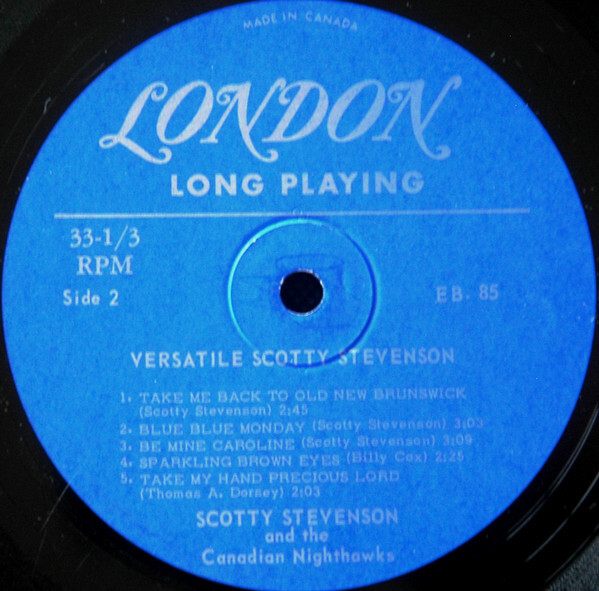 MADE IN CANADA
LONDON
LONG PLAYING
33-1/3
RPM
Side 2
EB. 85
VERSATILE SCOTTY STEVENSON
1. TAKE ME BACK TO OLD NEW BRUNSWICK
(Scotty Stevenson) 2:45
2. BLUE BLUE MONDAY (Scotty Stevenson) 3:03
3. BE MINE CAROLINE (Scotty Stevenson) 3:09
4. SPARKLING BROWN EYES (Billy Cox) 2:25
5. TAKE MY HAND PRECIOUS LORD
(Thomas A. Dorsey) 2:03
SCOTTY STEVENSON
and the
Canadian Nighthawks